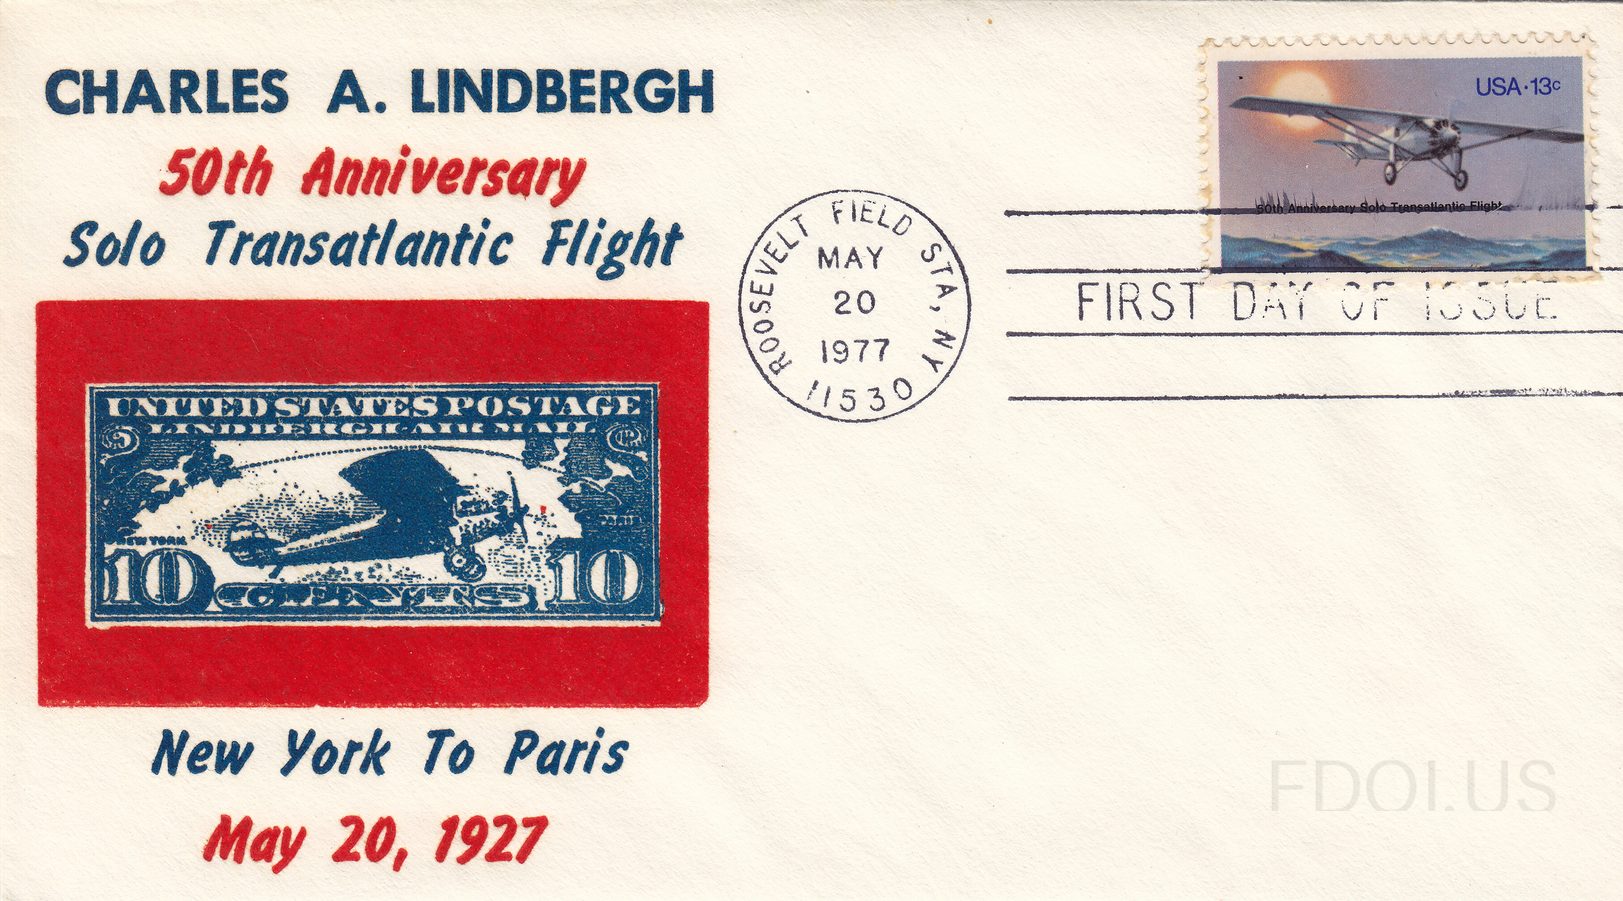 CHARLES A. LINDBERGH
50th Anniversary
Solo Transatlantic Flight
UNITED STATES POSTAGE
LINDBERGH·AIR MAIL
NEW YORK
PARIS
10 CENTS 10
New York To Paris
May 20, 1927
ROOSEVELT FIELD STA, NY
MAY
20
1977
11530
USA·13c
50th Anniversary Solo Transatlantic Flight
FIRST DAY OF ISSUE
FDOI.US